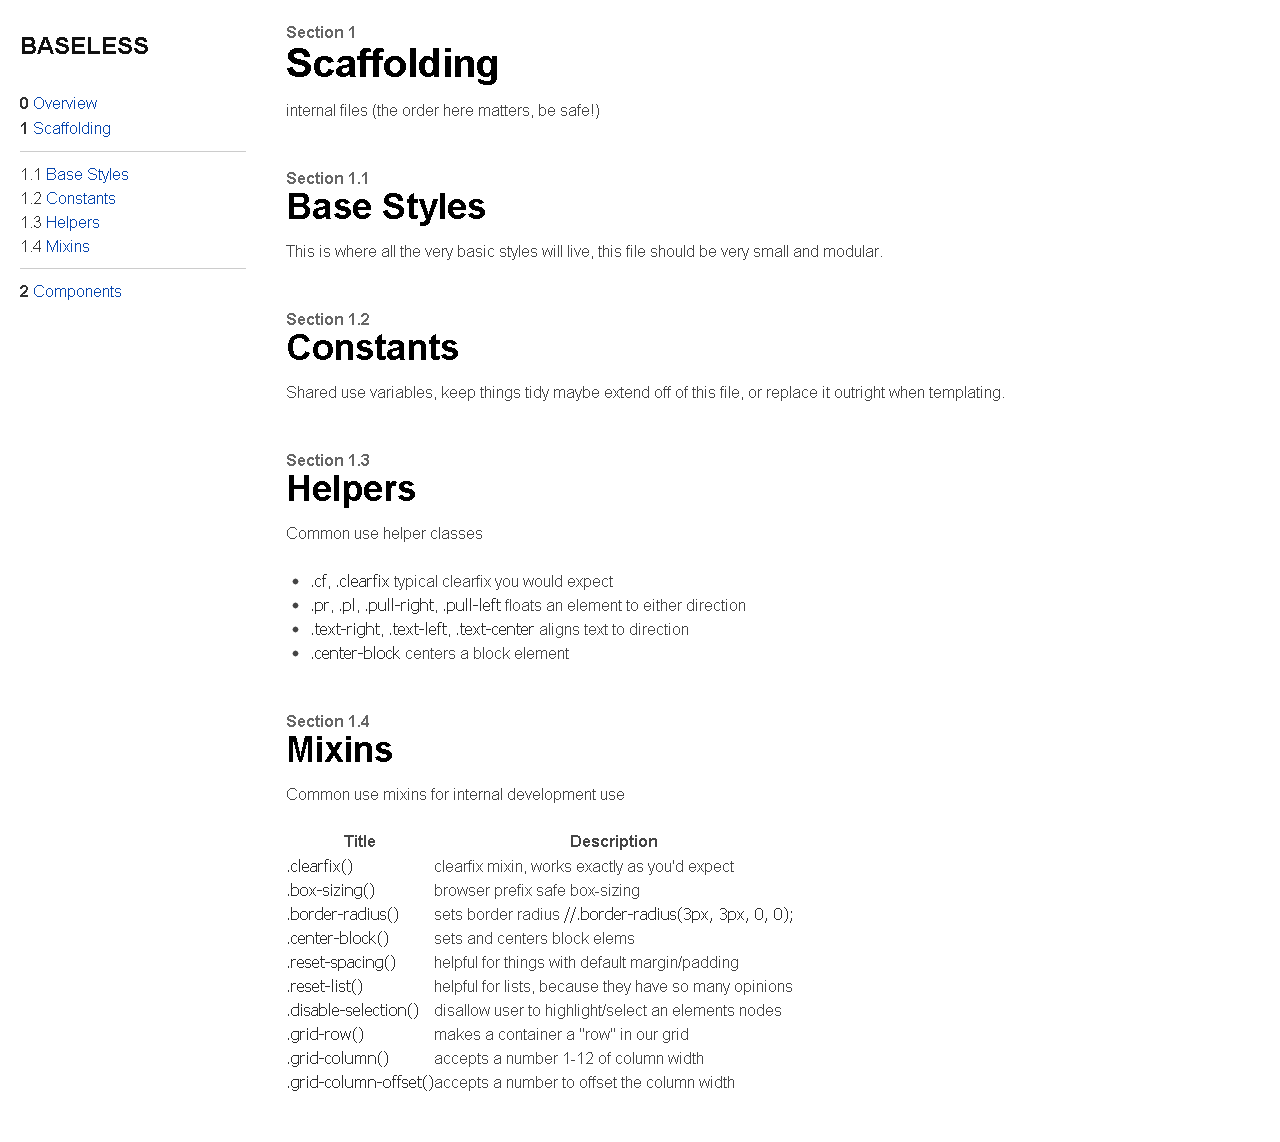 BASELESS
0 Overview
1 Scaffolding
1.1 Base Styles
1.2 Constants
1.3 Helpers
1.4 Mixins
2 Components
Section 1
Scaffolding
internal files (the order here matters, be safe!)
Section 1.1
Base Styles
This is where all the very basic styles will live, this file should be very small and modular.
Section 1.2
Constants
Shared use variables, keep things tidy maybe extend off of this file, or replace it outright when templating.
Section 1.3
Helpers
Common use helper classes
• .cf, .clearfix typical clearfix you would expect
• .pr, .pl, .pull-right, .pull-left floats an element to either direction
• .text-right, .text-left, .text-center aligns text to direction
• .center-block centers a block element
Section 1.4
Mixins
Common use mixins for internal development use
Title Description
.clearfix() clearfix mixin, works exactly as you'd expect
.box-sizing() browser prefix safe box-sizing
.border-radius() sets border radius //.border-radius(3px, 3px, 0, 0);
.center-block() sets and centers block elems
.reset-spacing() helpful for things with default margin/padding
.reset-list() helpful for lists, because they have so many opinions
.disable-selection() disallow user to highlight/select an elements nodes
.grid-row() makes a container a "row" in our grid
.grid-column() accepts a number 1-12 of column width
.grid-column-offset() accepts a number to offset the column width